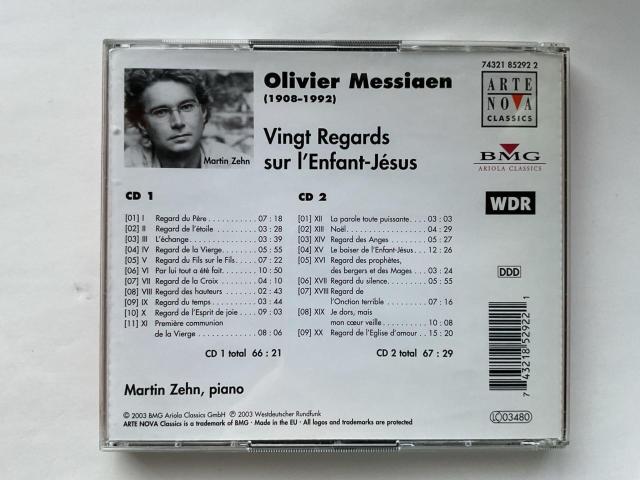 74321 85292 2
Olivier Messiaen
(1908–1992)
ARTE
NOVA
CLASSICS
Vingt Regards
sur l'Enfant-Jésus
Martin Zehn
BMG
ARIOLA CLASSICS
WDR
CD 1
[01] I Regard du Père 07 : 18
[02] II Regard de l'étoile 03 : 28
[03] III L'échange 03 : 39
[04] IV Regard de la Vierge 05 : 55
[05] V Regard du Fils sur le Fils 07 : 22
[06] VI Par lui tout a été fait 10 : 50
[07] VII Regard de la Croix 04 : 10
[08] VIII Regard des hauteurs 02 : 43
[09] IX Regard du temps 03 : 44
[10] X Regard de l'Esprit de joie 09 : 03
[11] XI Première communion
de la Vierge 08 : 06
CD 1 total 66 : 21
CD 2
[01] XII La parole toute puissante 03 : 03
[02] XIII Noël 04 : 29
[03] XIV Regard des Anges 05 : 27
[04] XV Le baiser de l'Enfant-Jésus 12 : 26
[05] XVI Regard des prophètes,
des bergers et des Mages 03 : 24
[06] XVII Regard du silence 05 : 55
[07] XVIII Regard de
l'Onction terrible 07 : 16
[08] XIX Je dors, mais
mon cœur veille 10 : 08
[09] XX Regard de l'Eglise d'amour 15 : 20
CD 2 total 67 : 29
DDD
7 43218 52922 1
LC 03480
Martin Zehn, piano
© 2003 BMG Ariola Classics GmbH ℗ 2003 Westdeutscher Rundfunk
ARTE NOVA Classics is a trademark of BMG · Made in the EU · All logos and trademarks are protected